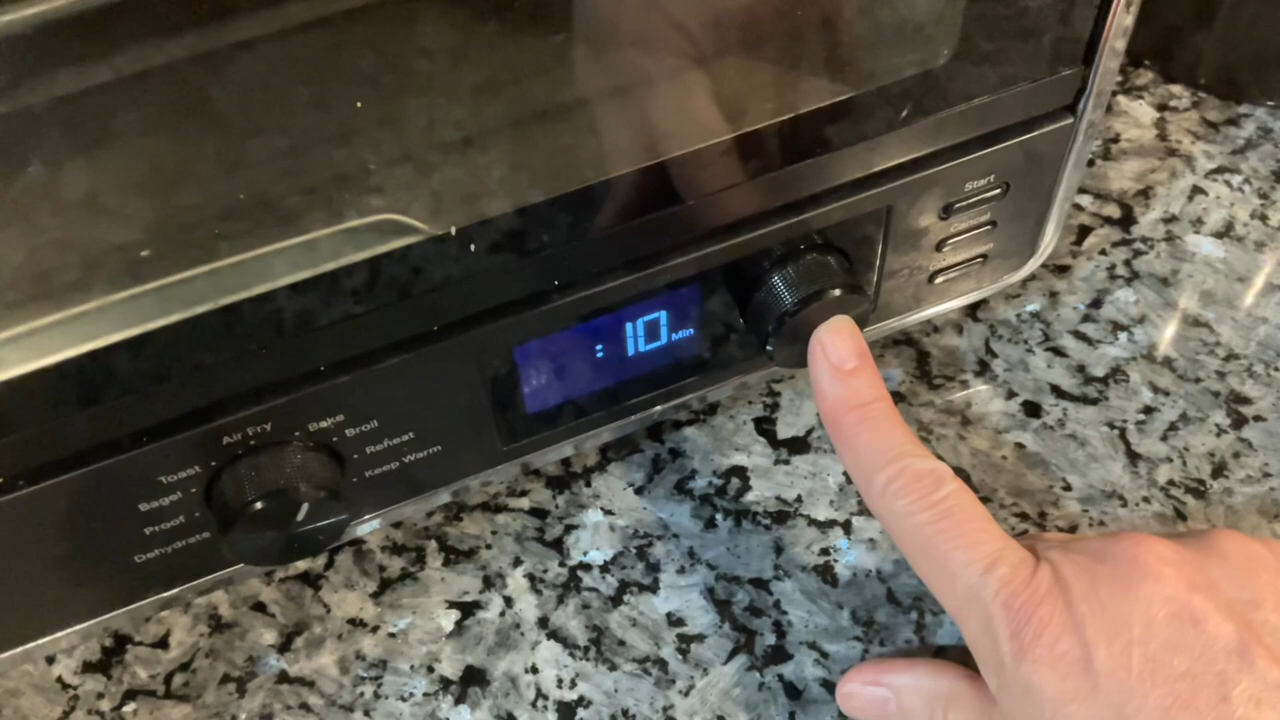 Start
Cancel
: 10 Min
Bake
Air Fry
Broil
Toast
Reheat
Bagel
Keep Warm
Proof
Dehydrate